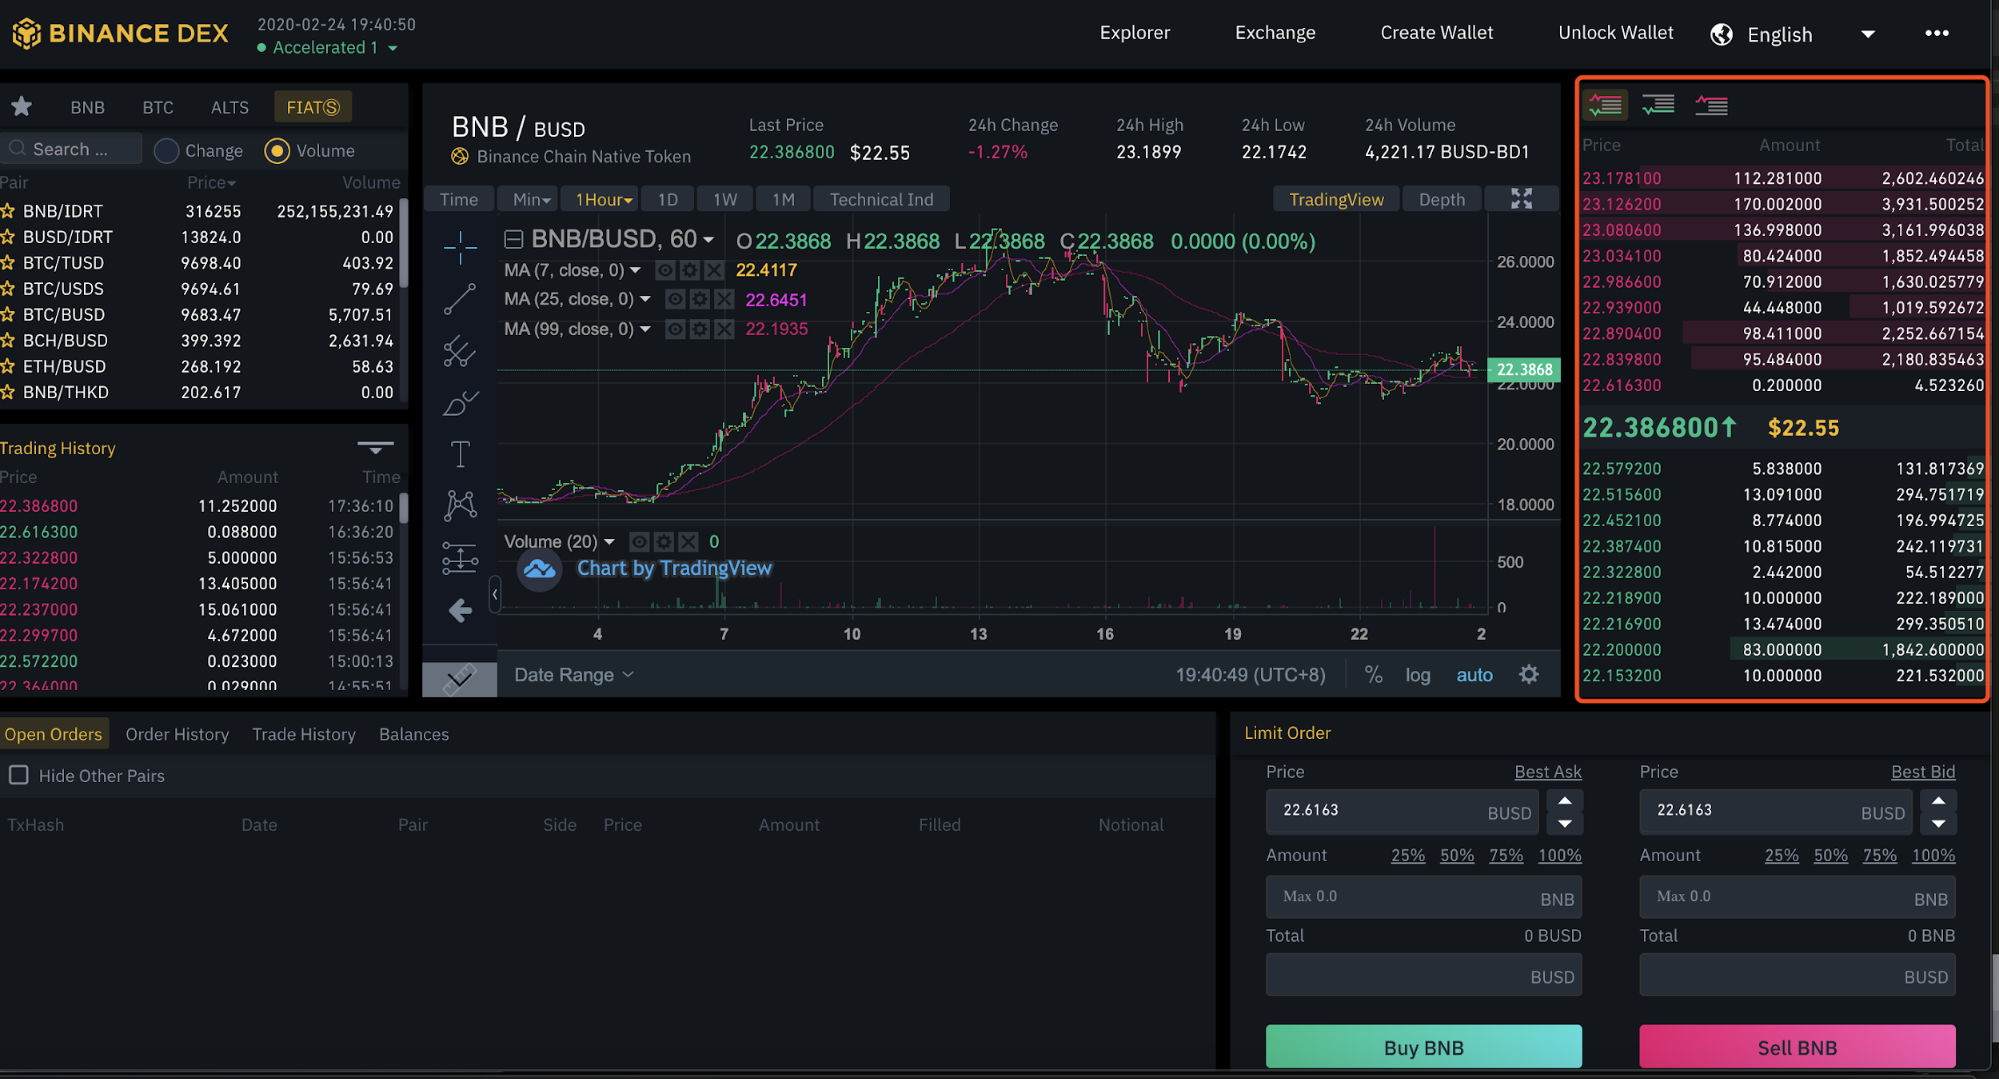 BINANCE DEX
2020-02-24 19:40:50
Accelerated 1
Explorer Exchange Create Wallet Unlock Wallet English •••
BNB BTC ALTS FIATⓈ
Search ... Change Volume
Pair Price Volume
BNB/IDRT 316255 252,155,231.49
BUSD/IDRT 13824.0 0.00
BTC/TUSD 9698.40 403.92
BTC/USDS 9694.61 79.69
BTC/BUSD 9683.47 5,707.51
BCH/BUSD 399.392 2,631.94
ETH/BUSD 268.192 58.63
BNB/THKD 202.617 0.00
Trading History
Price Amount Time
22.386800 11.252000 17:36:10
22.616300 0.088000 16:36:20
22.322800 5.000000 15:56:53
22.174200 13.405000 15:56:41
22.237000 15.061000 15:56:41
22.299700 4.672000 15:56:41
22.572200 0.023000 15:00:13
22.364000 0.029000 14:55:51
BNB / BUSD
Binance Chain Native Token
Last Price 24h Change 24h High 24h Low 24h Volume
22.386800 $22.55 -1.27% 23.1899 22.1742 4,221.17 BUSD-BD1
Time Min 1Hour 1D 1W 1M Technical Ind TradingView Depth
BNB/BUSD, 60 O22.3868 H22.3868 L22.3868 C22.3868 0.0000 (0.00%)
MA (7, close, 0) 22.4117
MA (25, close, 0) 22.6451
MA (99, close, 0) 22.1935
26.0000
24.0000
22.3868
22.0000
20.0000
18.0000
Volume (20) 0
Chart by TradingView
500
0
4 7 10 13 16 19 22 2
Date Range 19:40:49 (UTC+8) % log auto
Price Amount Total
23.178100 112.281000 2,602.460246
23.126200 170.002000 3,931.500252
23.080600 136.998000 3,161.996038
23.034100 80.424000 1,852.494458
22.986600 70.912000 1,630.025779
22.939000 44.448000 1,019.592672
22.890400 98.411000 2,252.667154
22.839800 95.484000 2,180.835463
22.616300 0.200000 4.523260
22.386800↑ $22.55
22.579200 5.838000 131.817369
22.515600 13.091000 294.751719
22.452100 8.774000 196.994725
22.387400 10.815000 242.119731
22.322800 2.442000 54.512277
22.218900 10.000000 222.189000
22.216900 13.474000 299.350510
22.200000 83.000000 1,842.600000
22.153200 10.000000 221.532000
Open Orders Order History Trade History Balances
Hide Other Pairs
TxHash Date Pair Side Price Amount Filled Notional
Limit Order
Price Best Ask
22.6163 BUSD
Amount 25% 50% 75% 100%
Max 0.0 BNB
Total 0 BUSD
BUSD
Buy BNB
Price Best Bid
22.6163 BUSD
Amount 25% 50% 75% 100%
Max 0.0 BNB
Total 0 BNB
BUSD
Sell BNB